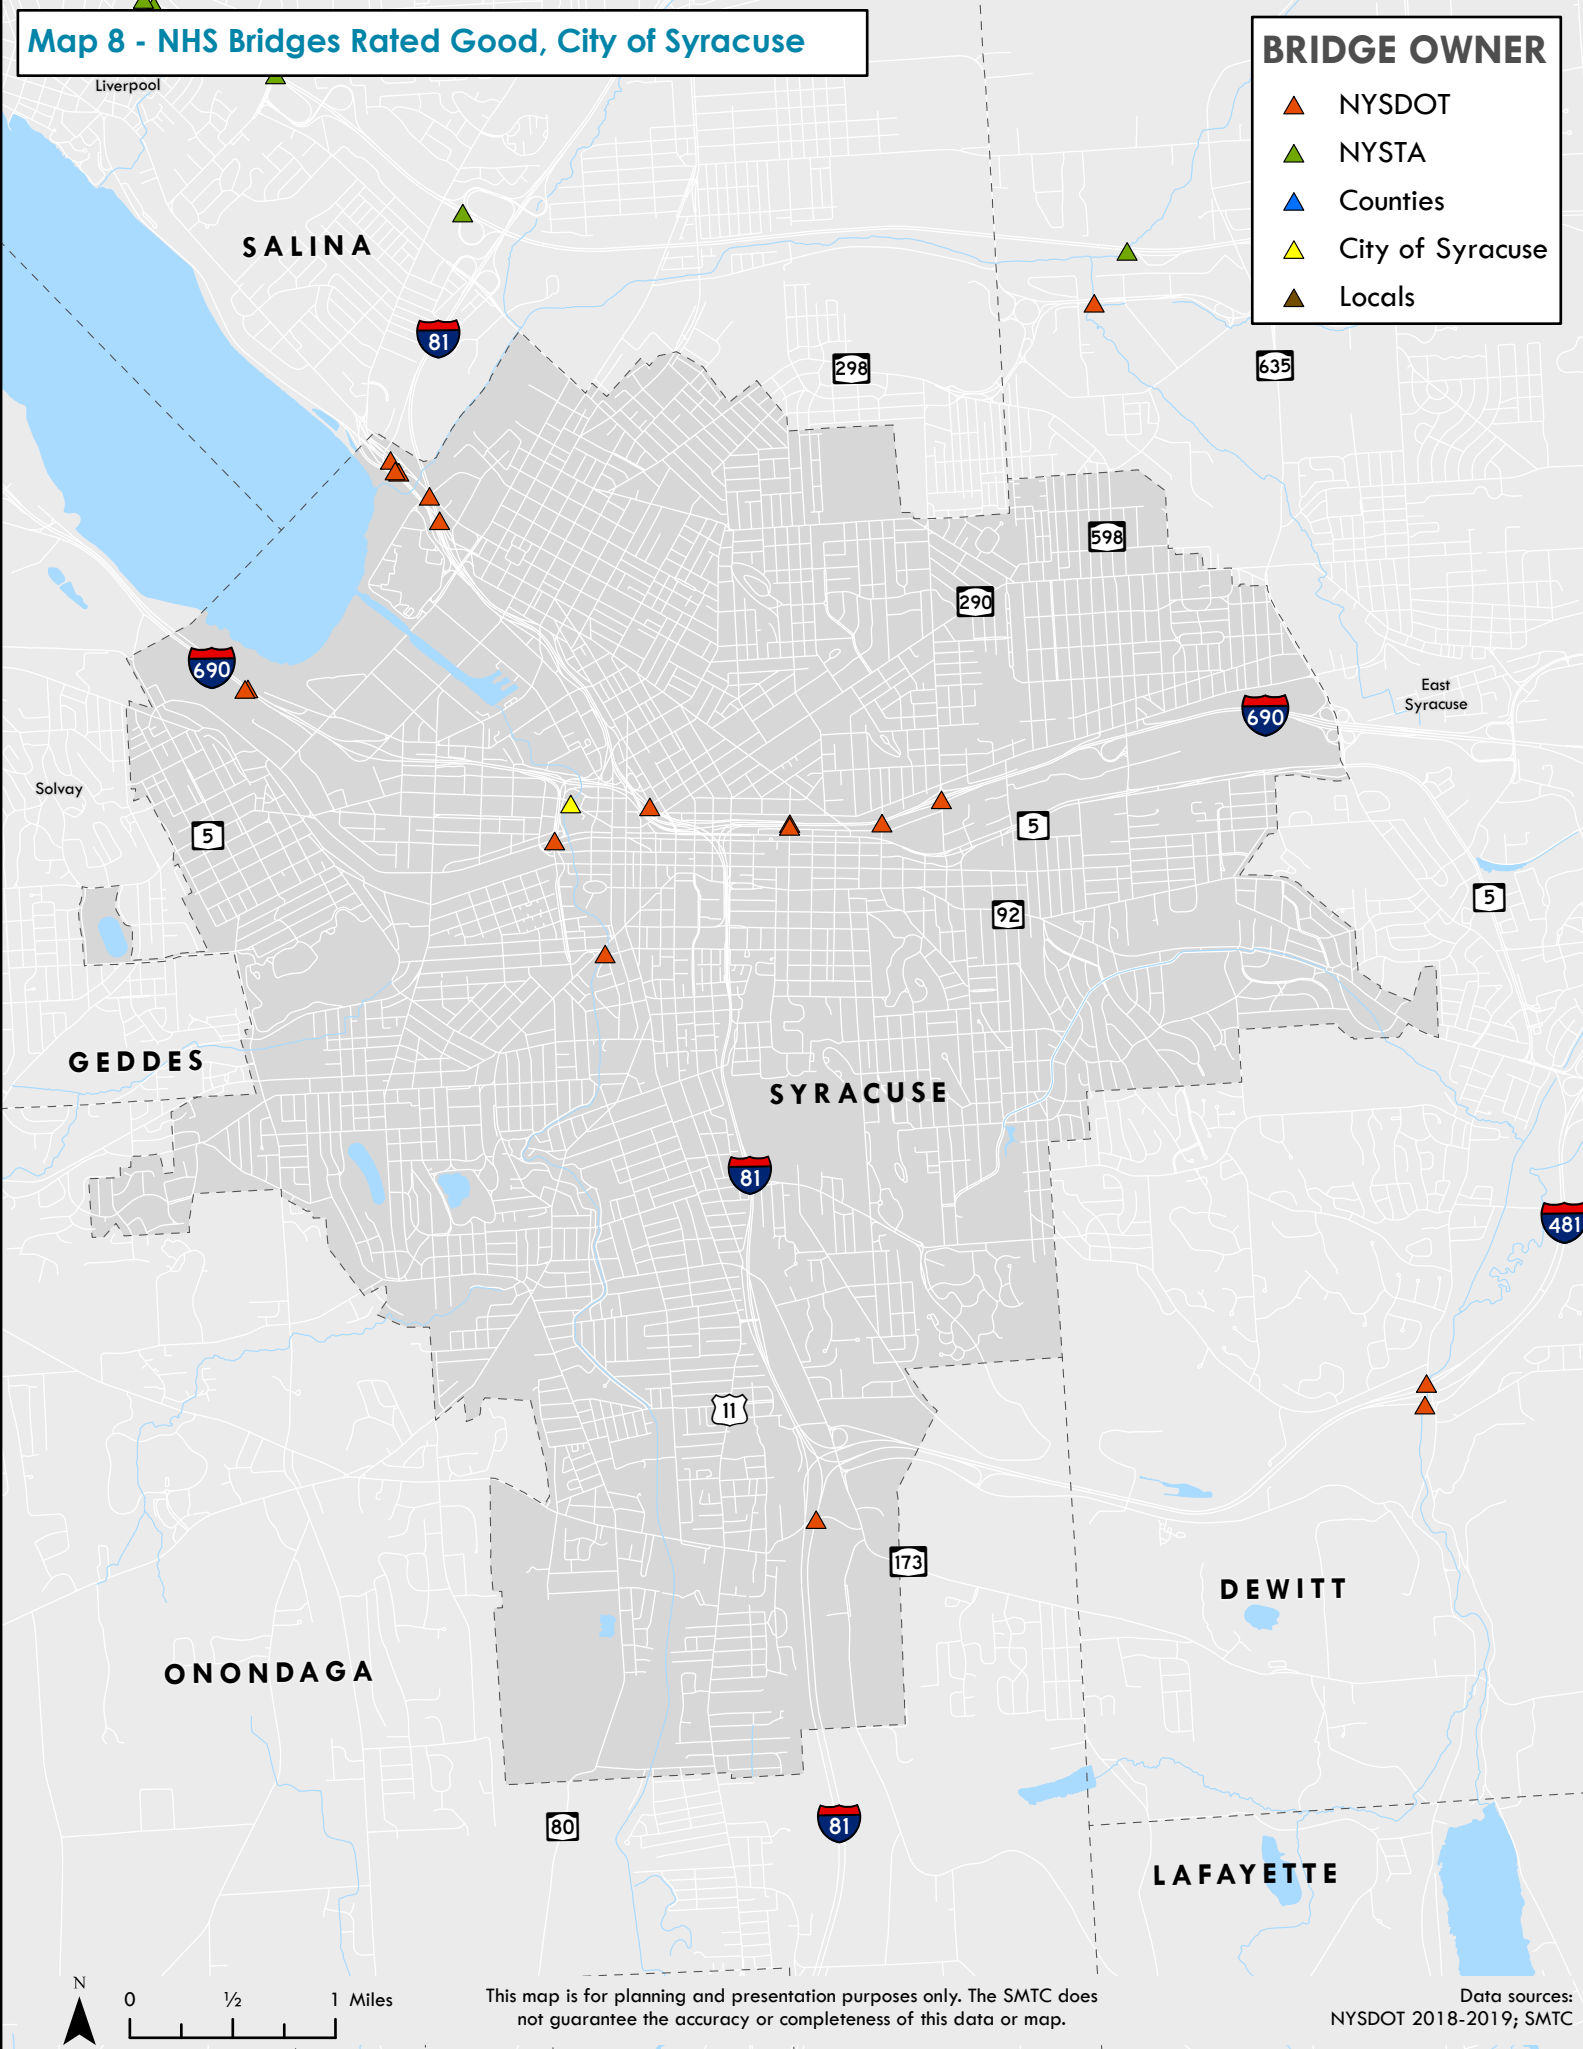 Map 8 - NHS Bridges Rated Good, City of Syracuse
BRIDGE OWNER
NYSDOT
NYSTA
Counties
City of Syracuse
Locals
Liverpool
SALINA
81
298
635
598
290
690
East
Syracuse
690
Solvay
5
5
5
92
GEDDES
SYRACUSE
81
481
11
173
DEWITT
ONONDAGA
80
81
LAFAYETTE
N
0 ½ 1 Miles
This map is for planning and presentation purposes only. The SMTC does
not guarantee the accuracy or completeness of this data or map.
Data sources:
NYSDOT 2018-2019; SMTC